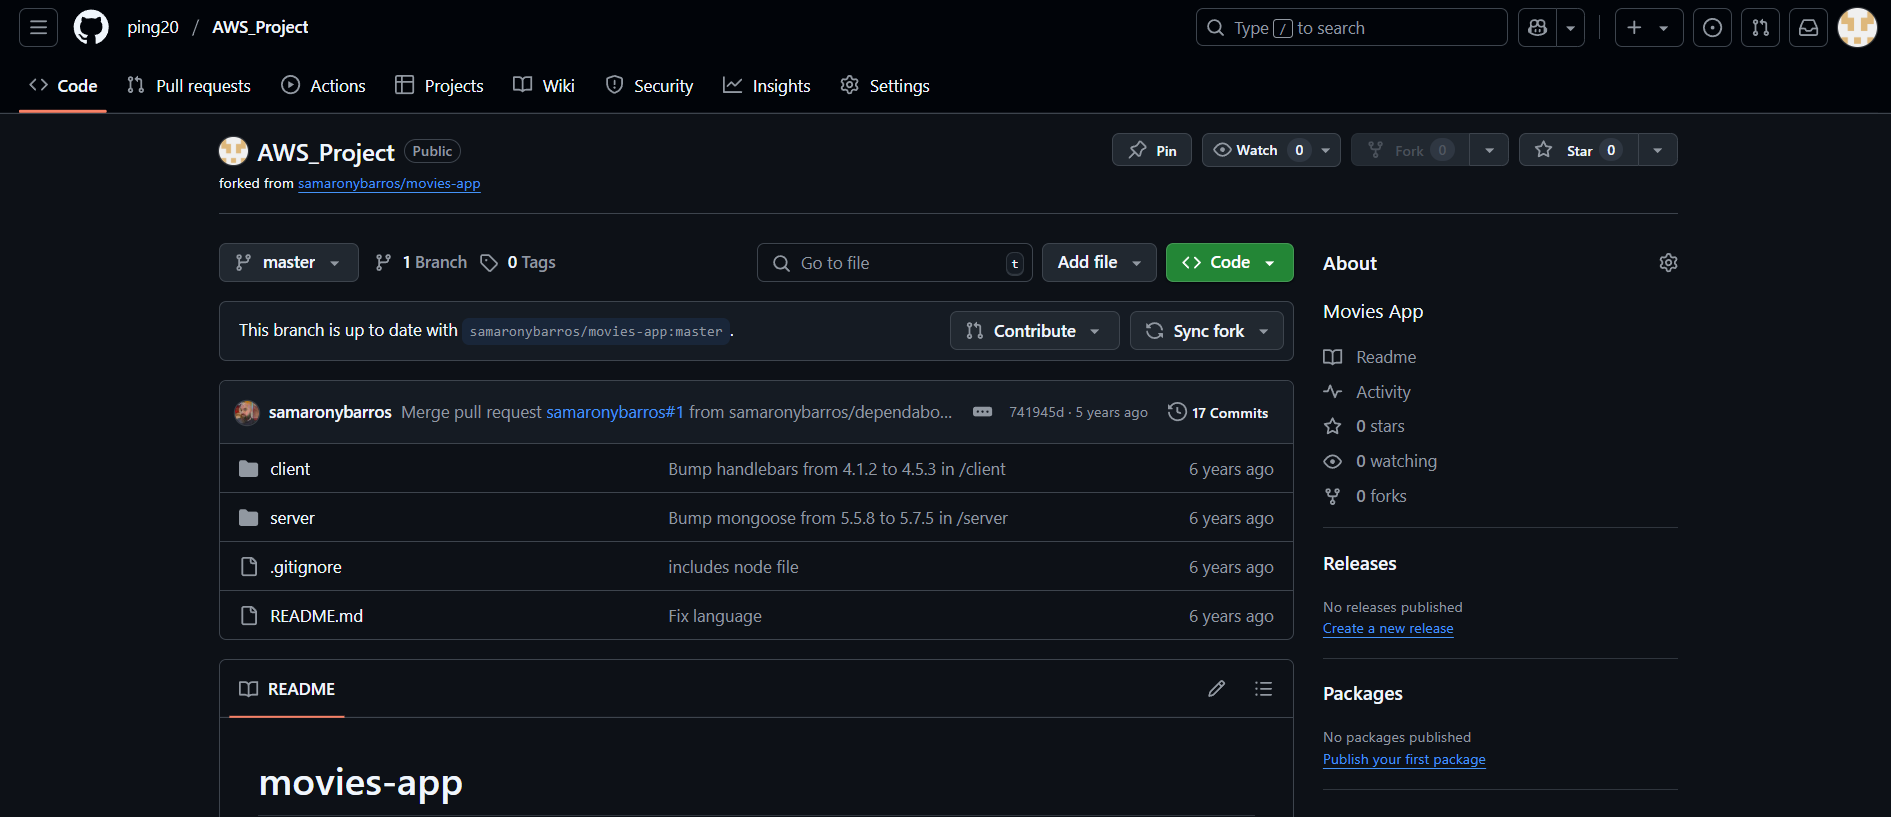 ping20 / AWS_Project
Type / to search
Code Pull requests Actions Projects Wiki Security Insights Settings
AWS_Project Public
forked from samaronybarros/movies-app
Pin Watch 0 Fork 0 Star 0
master 1 Branch 0 Tags Go to file t Add file Code
This branch is up to date with samaronybarros/movies-app:master .
Contribute Sync fork
samaronybarros Merge pull request samaronybarros#1 from samaronybarros/dependabo... 741945d · 5 years ago 17 Commits
client Bump handlebars from 4.1.2 to 4.5.3 in /client 6 years ago
server Bump mongoose from 5.5.8 to 5.7.5 in /server 6 years ago
.gitignore includes node file 6 years ago
README.md Fix language 6 years ago
README
movies-app
About
Movies App
Readme
Activity
0 stars
0 watching
0 forks
Releases
No releases published
Create a new release
Packages
No packages published
Publish your first package